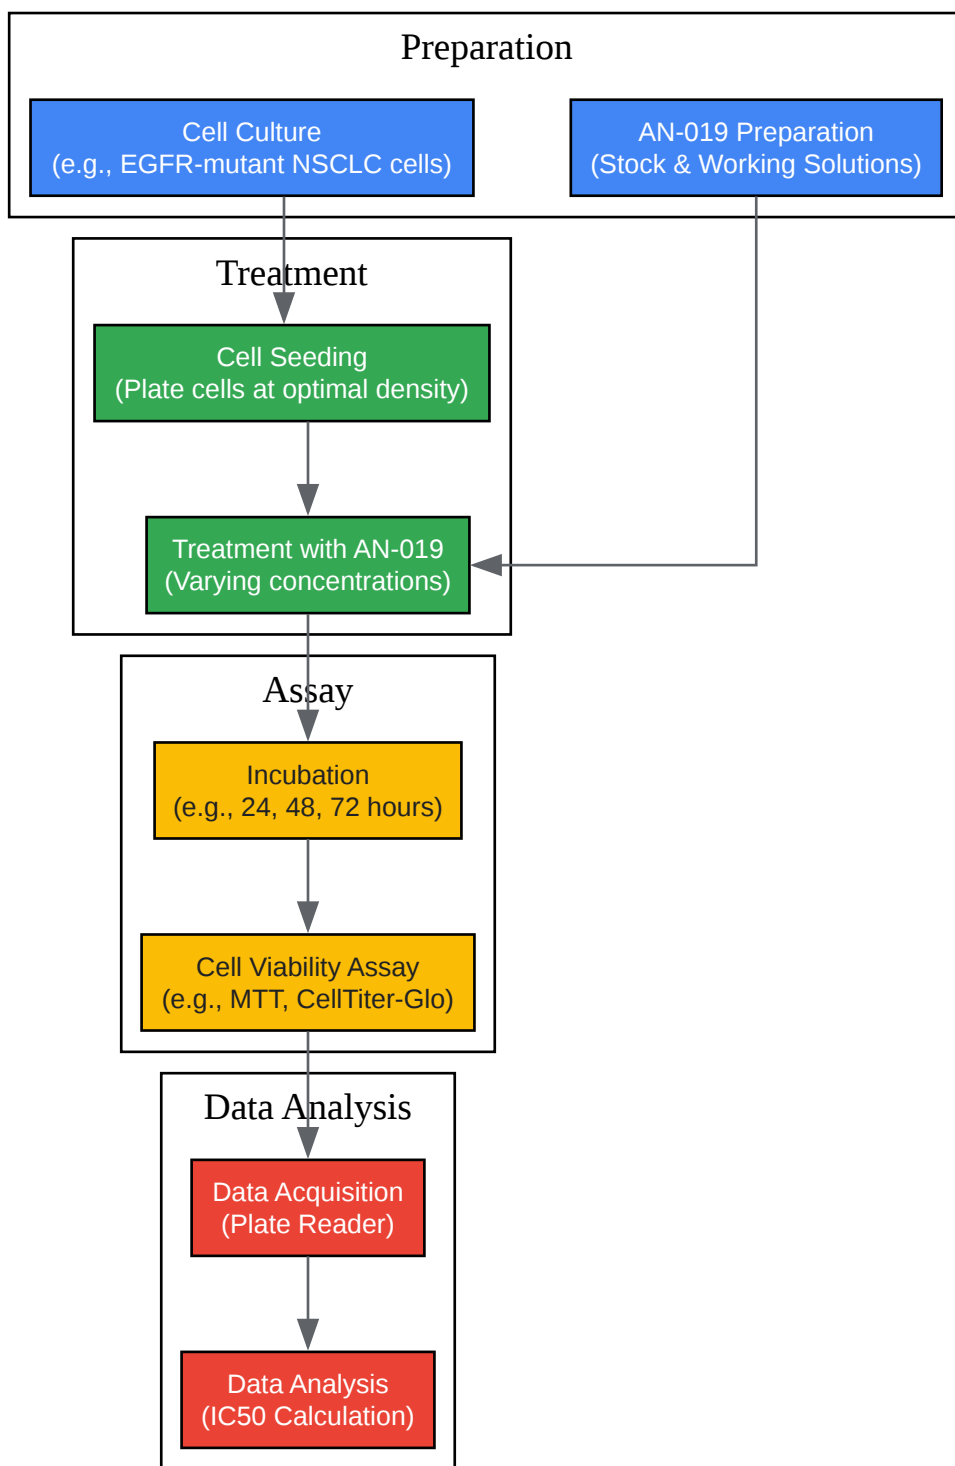 Preparation
Cell Culture
(e.g., EGFR-mutant NSCLC cells)
AN-019 Preparation
(Stock & Working Solutions)
Treatment
Cell Seeding
(Plate cells at optimal density)
Treatment with AN-019
(Varying concentrations)
Assay
Incubation
(e.g., 24, 48, 72 hours)
Cell Viability Assay
(e.g., MTT, CellTiter-Glo)
Data Analysis
Data Acquisition
(Plate Reader)
Data Analysis
(IC50 Calculation)